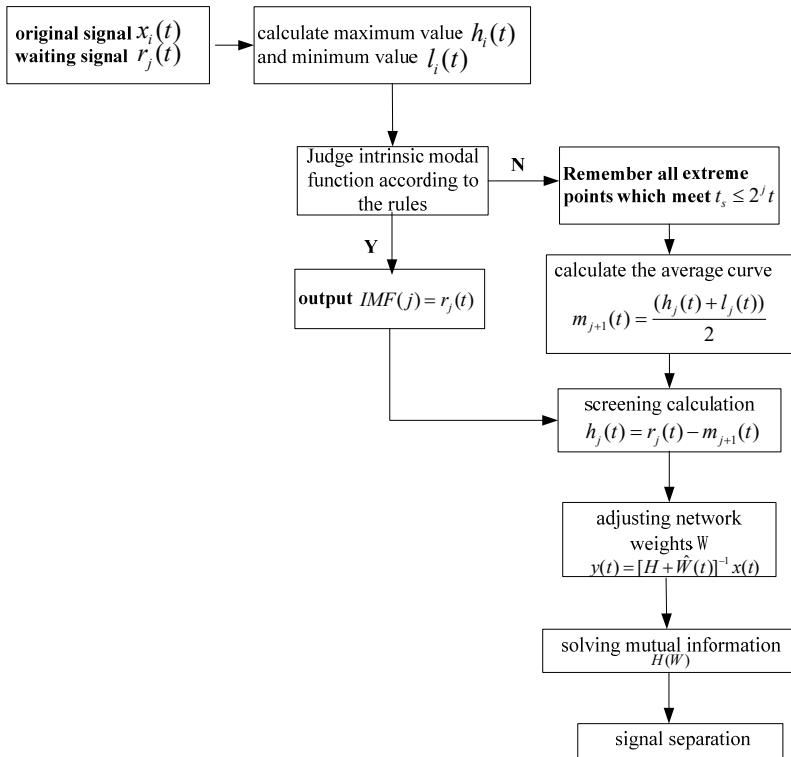 original signal x_i(t)
waiting signal r_j(t)
calculate maximum value h_i(t)
and minimum value l_i(t)
Judge intrinsic modal
function according to
the rules
N
Remember all extreme
points which meet t_s ≤ 2^j t
Y
output IMF(j) = r_j(t)
calculate the average curve
m_{j+1}(t) = (h_j(t) + l_j(t)) / 2
screening calculation
h_j(t) = r_j(t) − m_{j+1}(t)
adjusting network
weights W
y(t) = [H + Ŵ(t)]^{-1} x(t)
solving mutual information
H(W)
signal separation